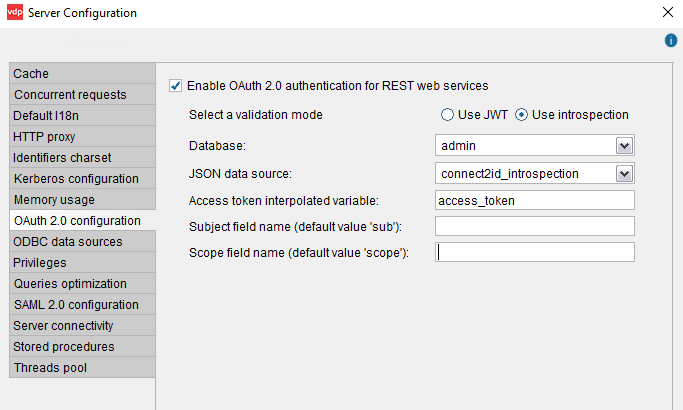 vdp Server Configuration
Cache
Concurrent requests
Default I18n
HTTP proxy
Identifiers charset
Kerberos configuration
Memory usage
OAuth 2.0 configuration
ODBC data sources
Privileges
Queries optimization
SAML 2.0 configuration
Server connectivity
Stored procedures
Threads pool
Enable OAuth 2.0 authentication for REST web services
Select a validation mode Use JWT Use introspection
Database: admin
JSON data source: connect2id_introspection
Access token interpolated variable: access_token
Subject field name (default value 'sub'):
Scope field name (default value 'scope'):